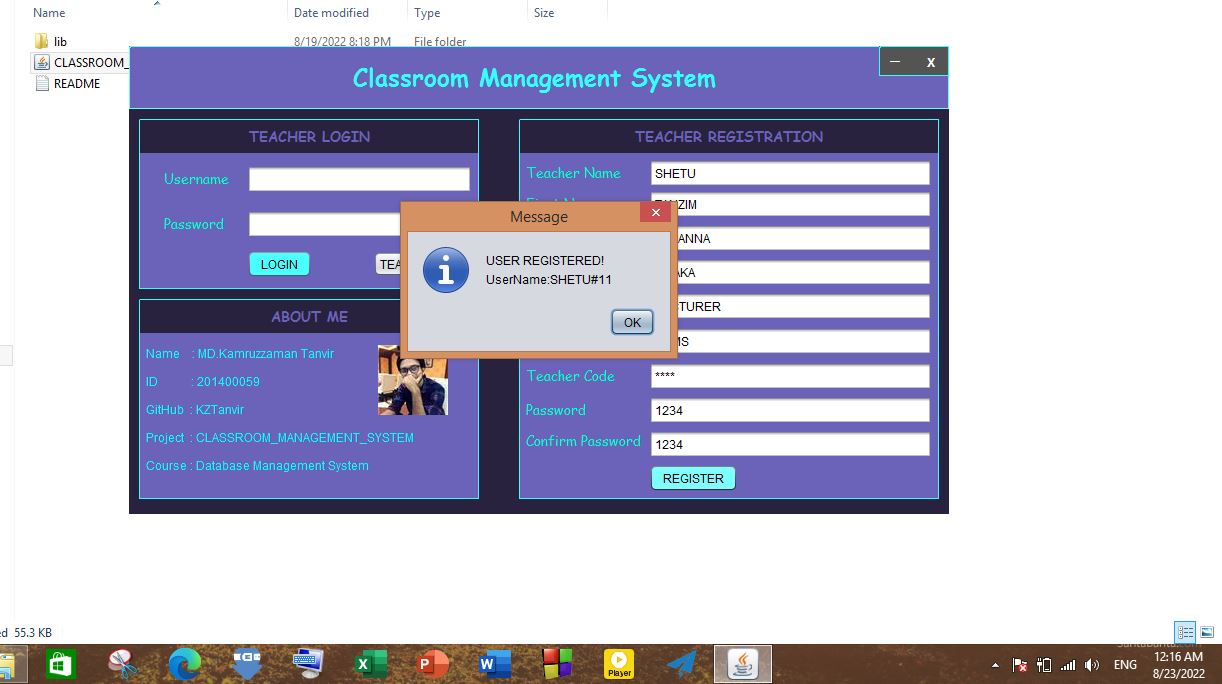 Name Date modified Type Size
lib 8/19/2022 8:18 PM File folder
CLASSROOM_
README
Classroom Management System
— x
TEACHER LOGIN
Username
Password
LOGIN
TEA
ABOUT ME
Name : MD.Kamruzzaman Tanvir
ID : 201400059
GitHub : KZTanvir
Project : CLASSROOM_MANAGEMENT_SYSTEM
Course : Database Management System
TEACHER REGISTRATION
Teacher Name SHETU
ZIM
ANNA
AKA
TURER
MS
Teacher Code ****
Password 1234
Confirm Password 1234
REGISTER
Message
USER REGISTERED!
UserName:SHETU#11
OK
ed 55.3 KB
Player
ENG
12:16 AM
8/23/2022